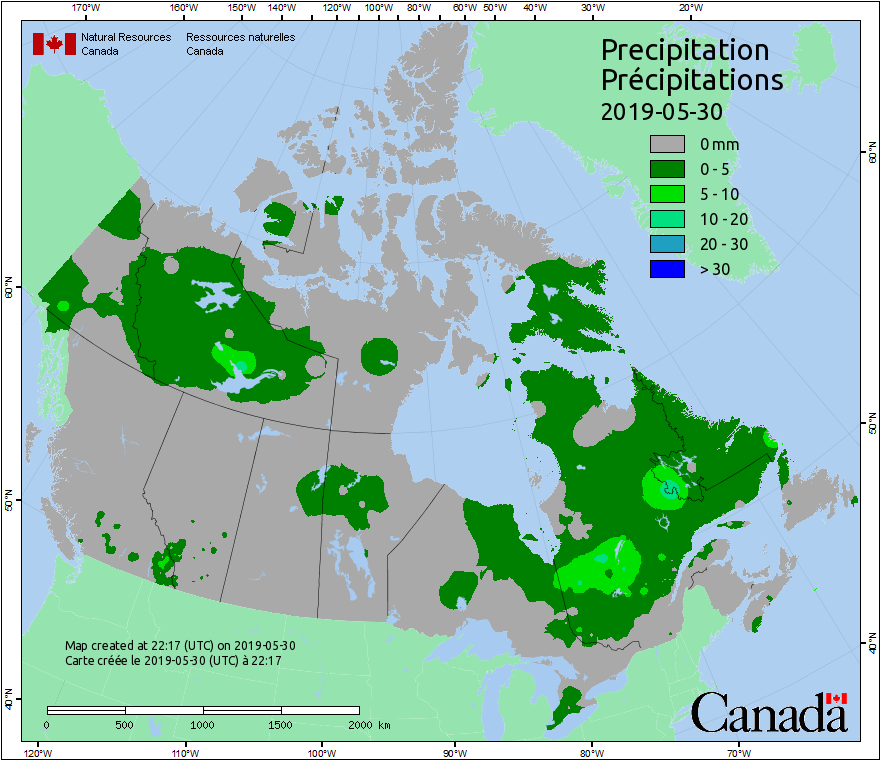 170°W 160°W 150°W 140°W 120°W 100°W 80°W 60°W 50°W 40°W 30°W 20°W
Natural Resources Canada
Ressources naturelles Canada
Precipitation
Précipitations
2019-05-30
0 mm
0 - 5
5 - 10
10 - 20
20 - 30
> 30
60°N
60°N
50°N
50°N
40°N
40°N
Map created at 22:17 (UTC) on 2019-05-30
Carte créée le 2019-05-30 (UTC) à 22:17
0 500 1000 1500 2000 km
Canada
120°W 110°W 100°W 90°W 80°W 70°W